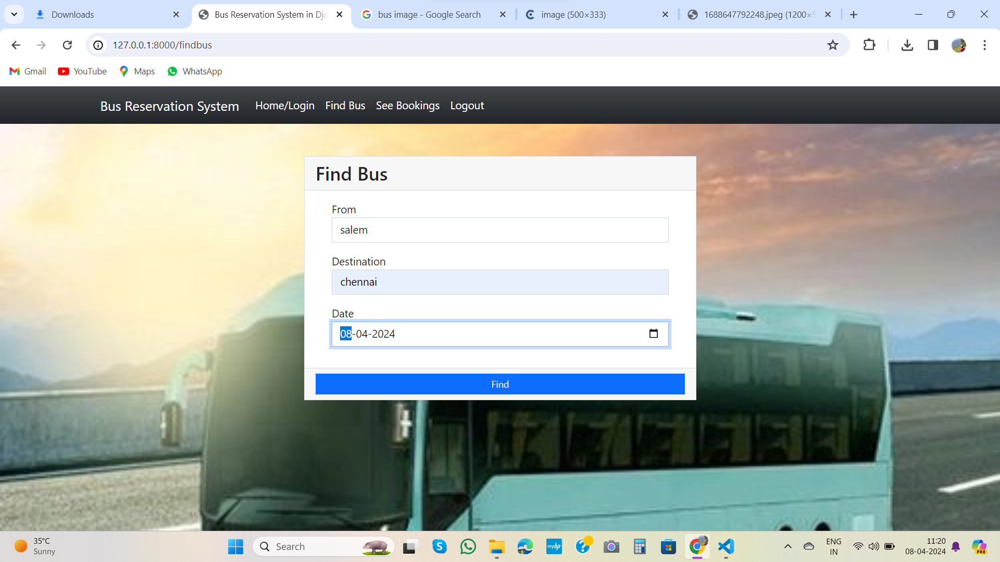 Downloads
Bus Reservation System in Dja
bus image - Google Search
image (500×333)
1688647792248.jpeg (1200×5
127.0.0.1:8000/findbus
Gmail
YouTube
Maps
WhatsApp
Bus Reservation System
Home/Login
Find Bus
See Bookings
Logout
Find Bus
From
salem
Destination
chennai
Date
08-04-2024
Find
35°C
Sunny
Search
S
myhp
?
ENG
IN
11:20
08-04-2024
PRE